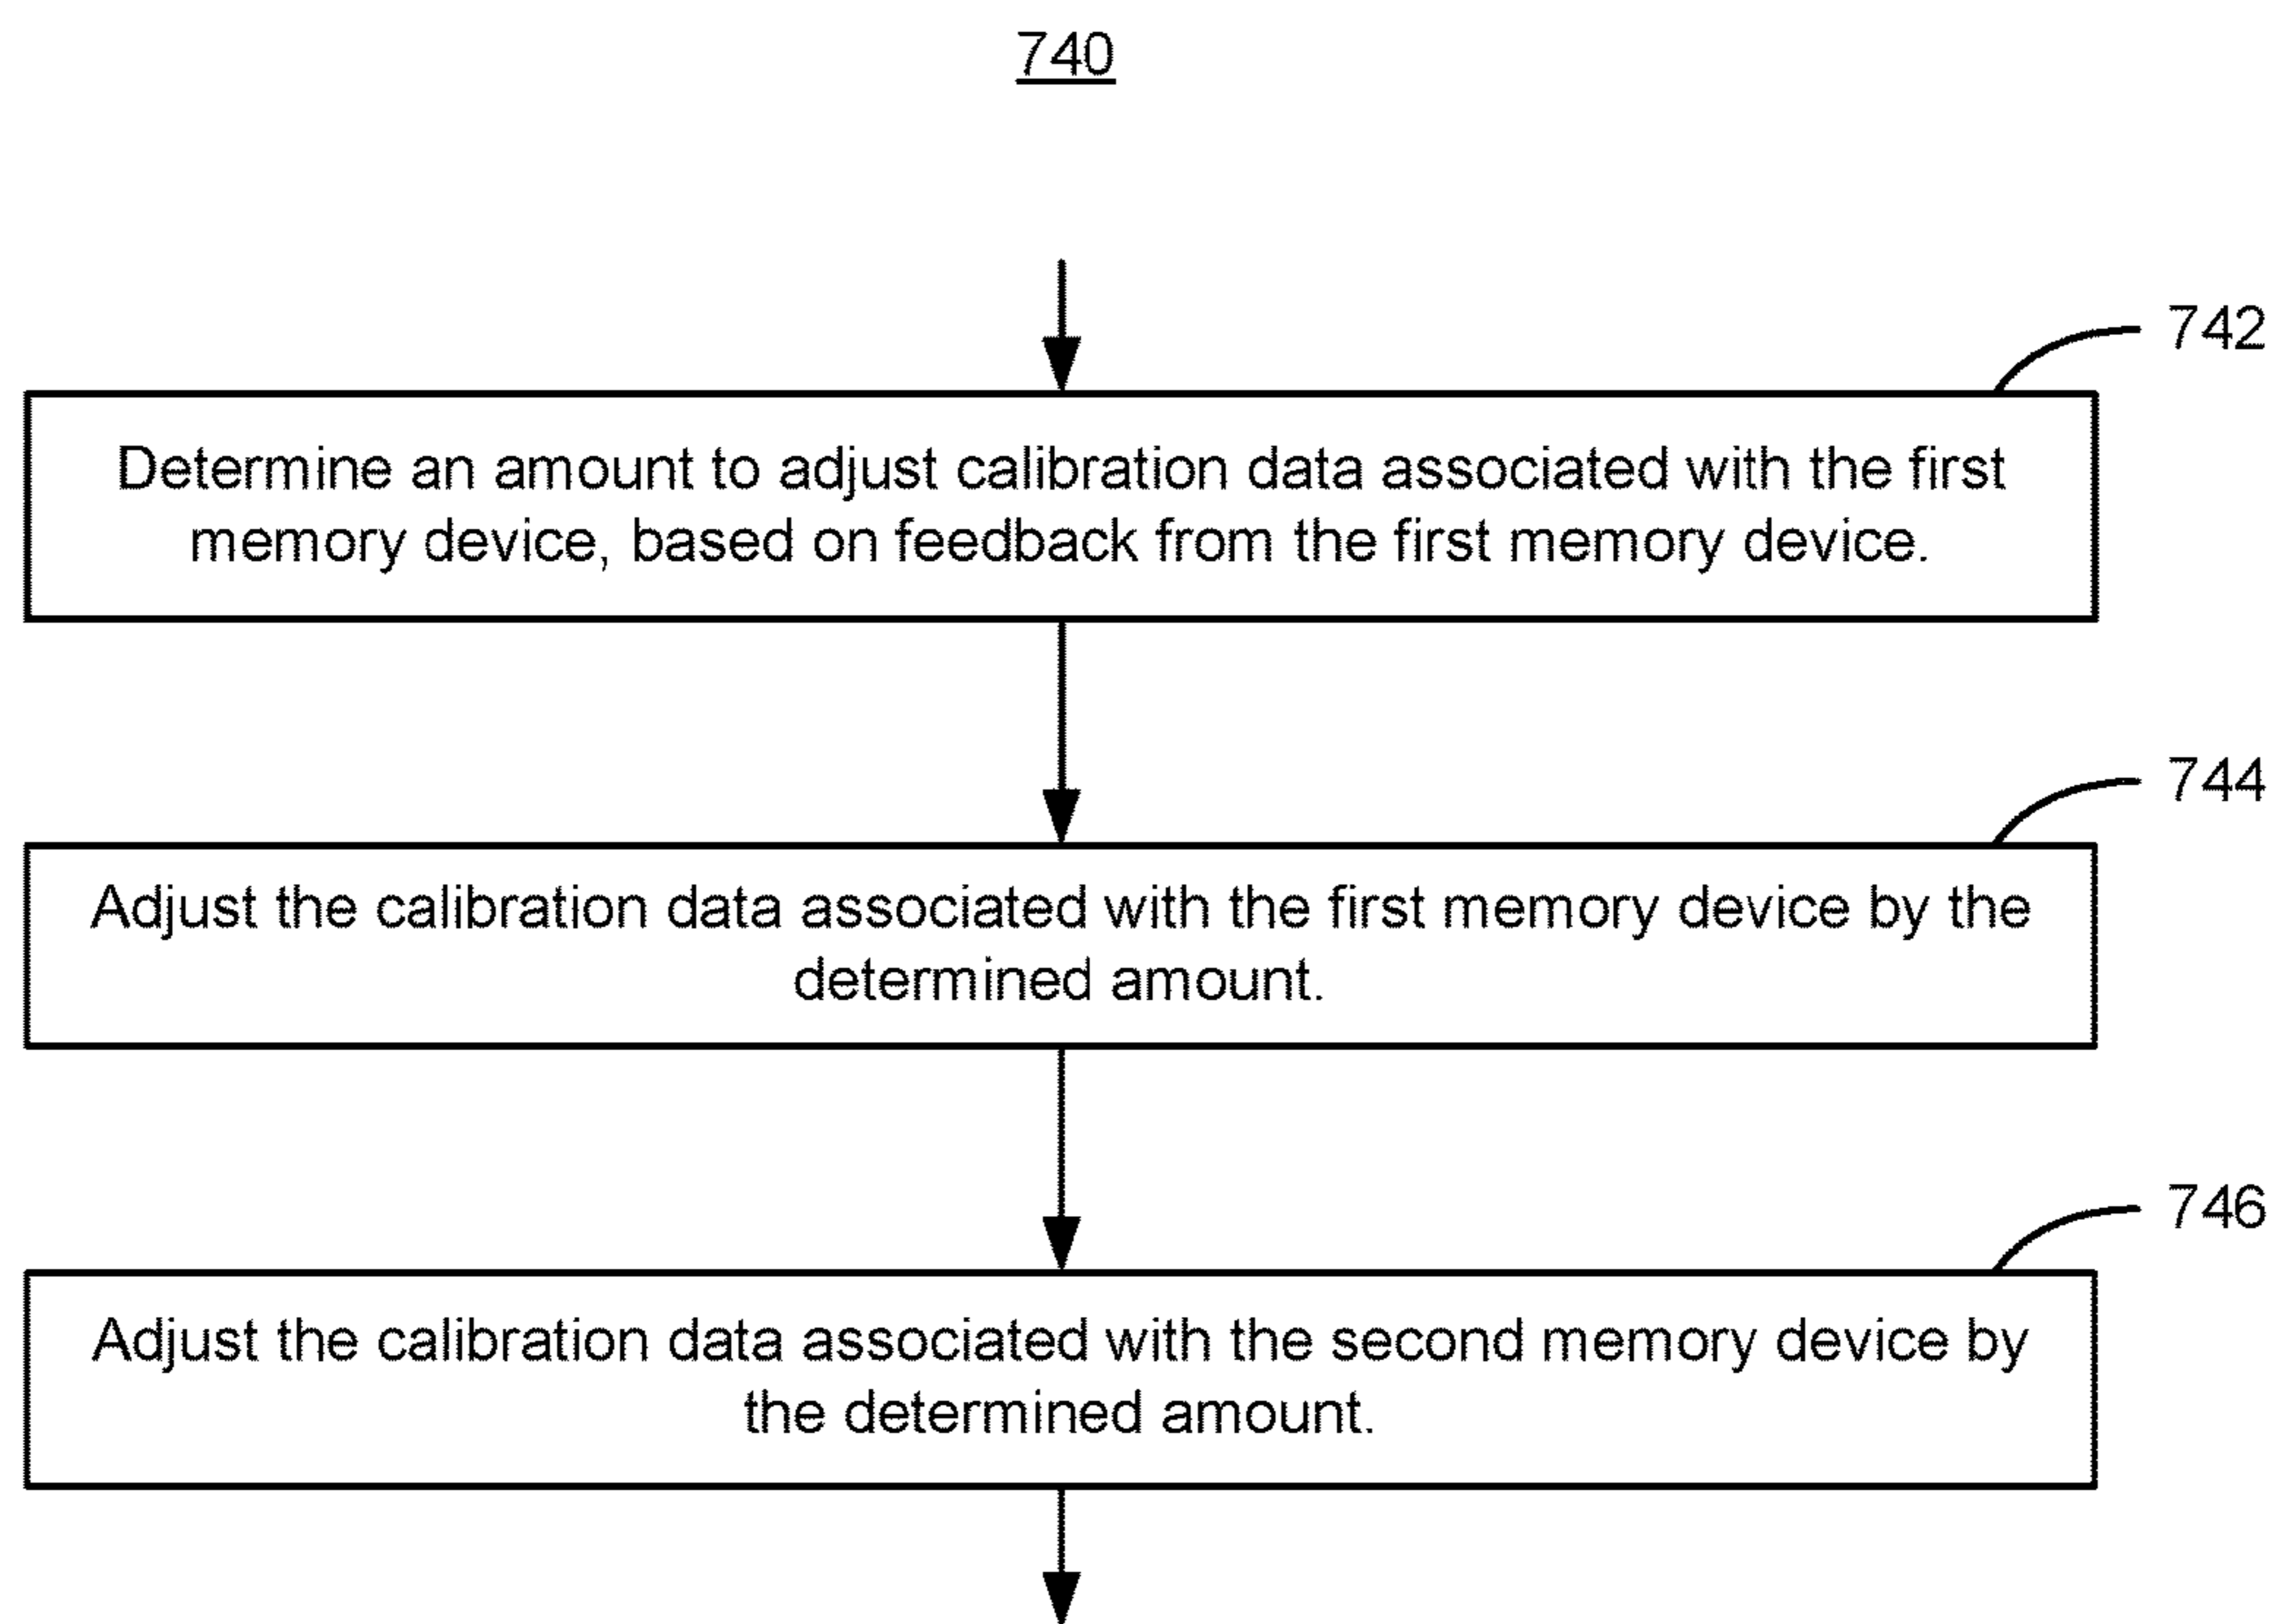 740
742
Determine an amount to adjust calibration data associated with the first
memory device, based on feedback from the first memory device.
744
Adjust the calibration data associated with the first memory device by the
determined amount.
746
Adjust the calibration data associated with the second memory device by
the determined amount.